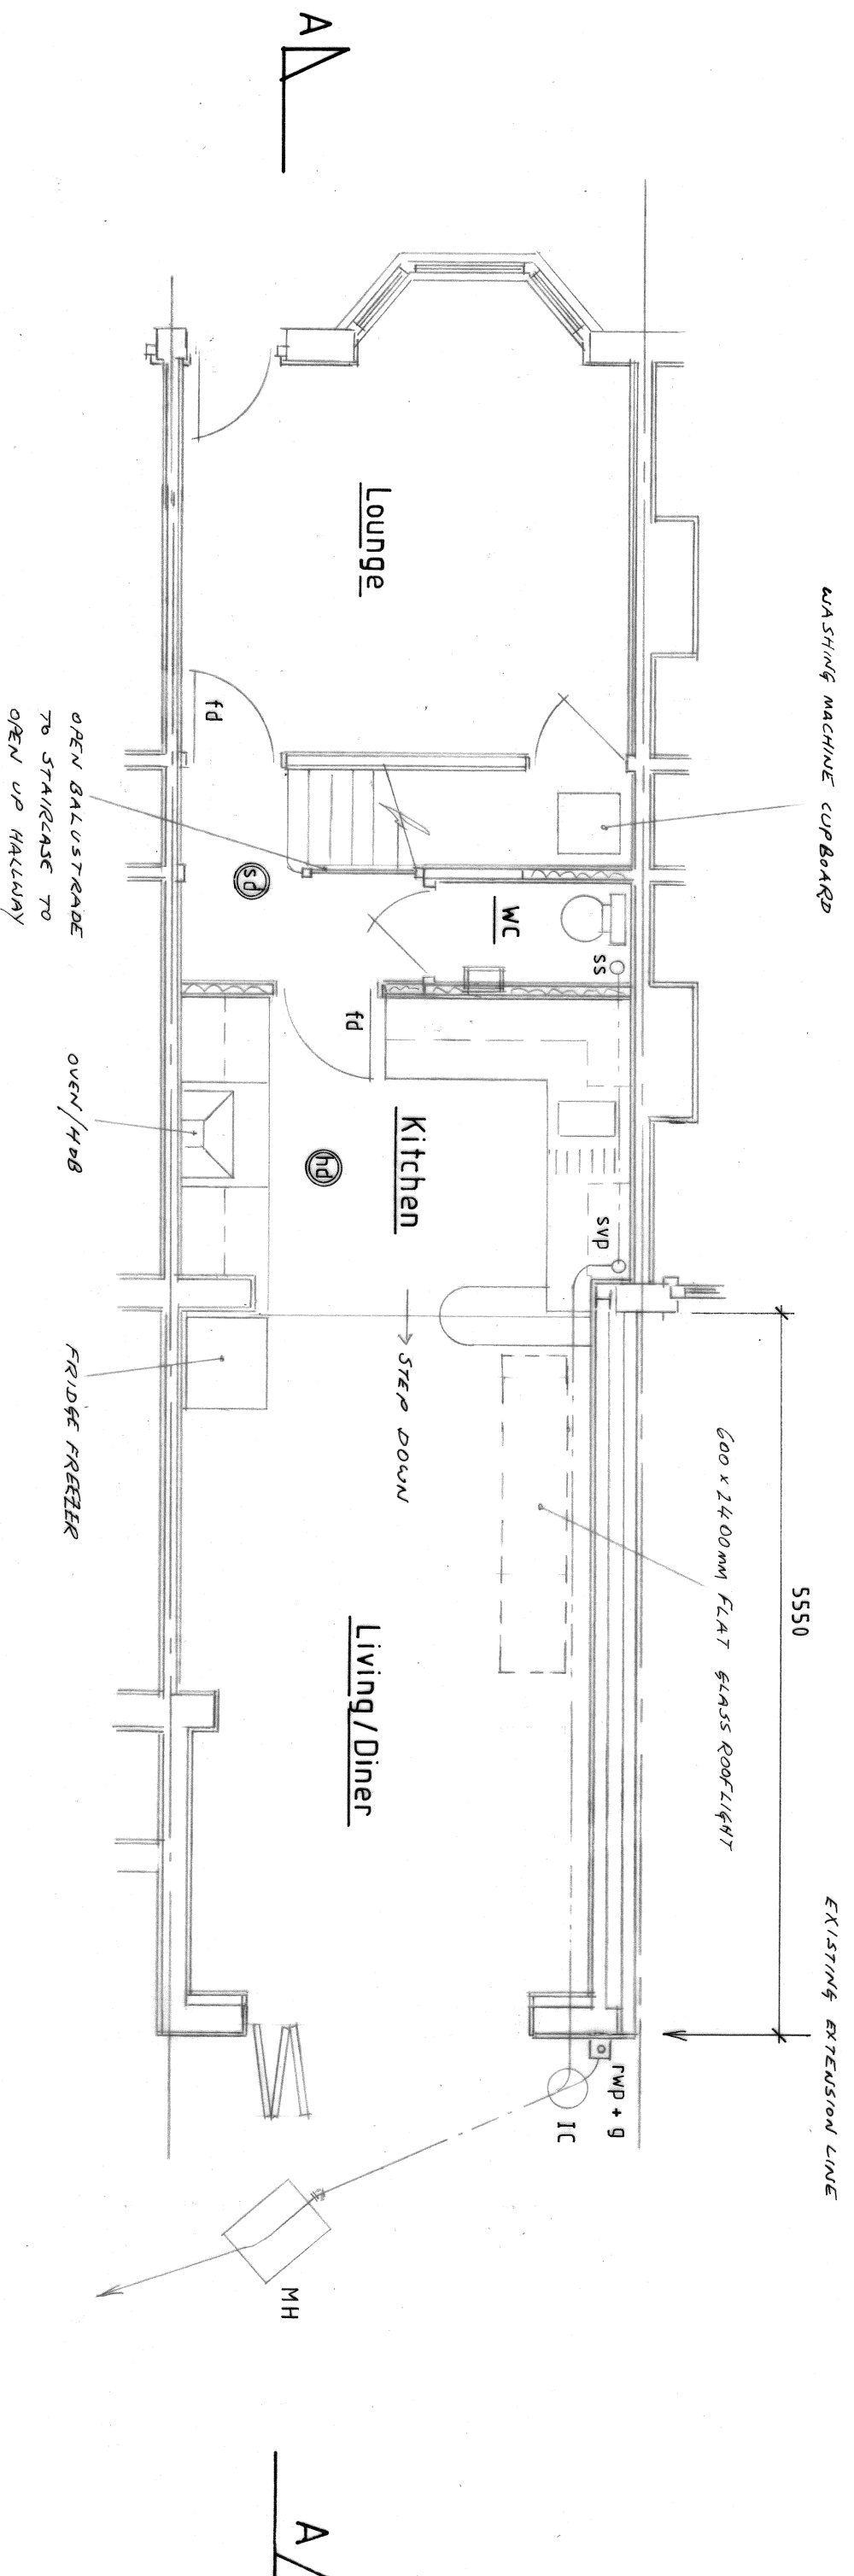 A
WASHING MACHINE CUPBOARD
Lounge
fd
OPEN BALUSTRADE
TO STAIRCASE TO
OPEN UP HALLWAY
sd
WC
ss
fd
OVEN/HOB
Kitchen
hd
svp
STEP DOWN
FRIDGE FREEZER
600 x 2400MM FLAT GLASS ROOFLIGHT
5550
Living/Diner
EXISTING EXTENSION LINE
rwp + g
IC
MH
A